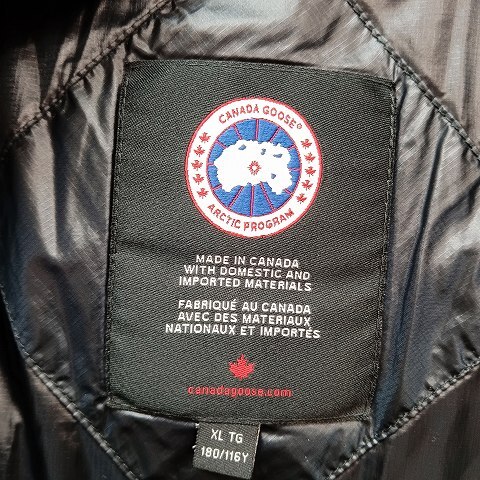 CANADA GOOSE®
ARCTIC PROGRAM
MADE IN CANADA
WITH DOMESTIC AND
IMPORTED MATERIALS
FABRIQUÉ AU CANADA
AVEC DES MATERIAUX
NATIONAUX ET IMPORTÉS
canadagoose.com
XL TG
180/116Y